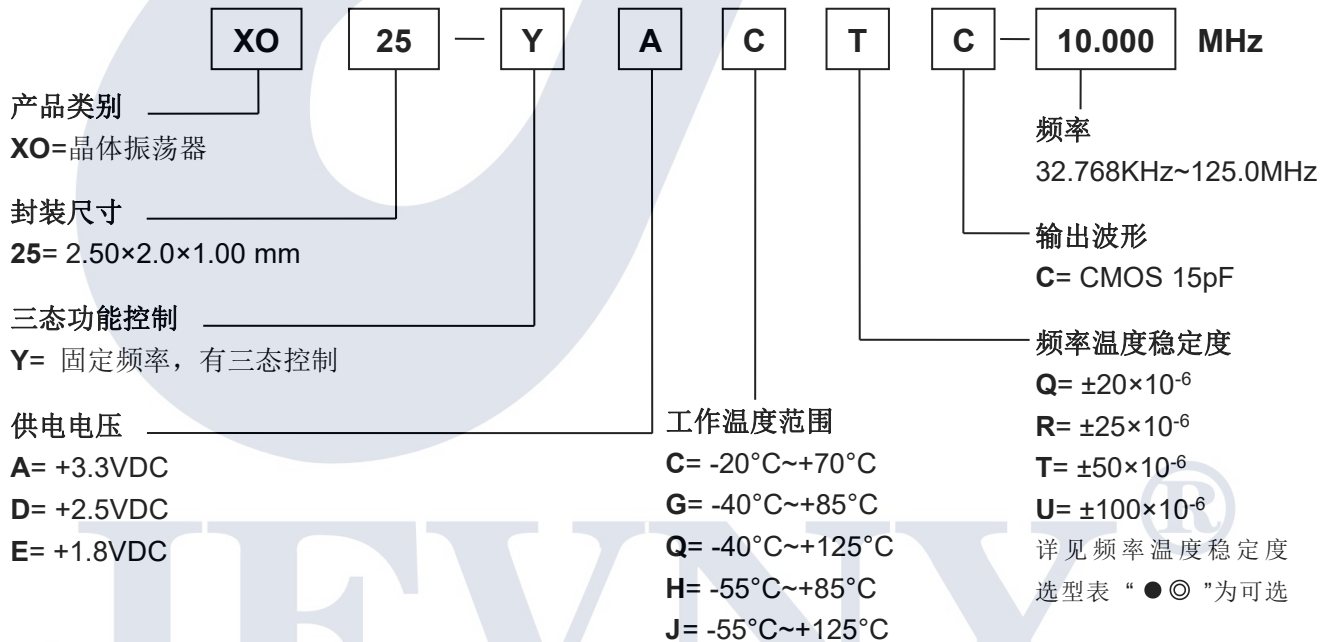 XO 25 — Y A C T C — 10.000 MHz
产品类别
XO=晶体振荡器
封装尺寸
25= 2.50×2.0×1.00 mm
三态功能控制
Y= 固定频率，有三态控制
供电电压
A= +3.3VDC
D= +2.5VDC
E= +1.8VDC
工作温度范围
C= -20°C~+70°C
G= -40°C~+85°C
Q= -40°C~+125°C
H= -55°C~+85°C
J= -55°C~+125°C
频率
32.768KHz~125.0MHz
输出波形
C= CMOS 15pF
频率温度稳定度
Q= ±20×10-6
R= ±25×10-6
T= ±50×10-6
U= ±100×10-6
详见频率温度稳定度
选型表“●◎”为可选